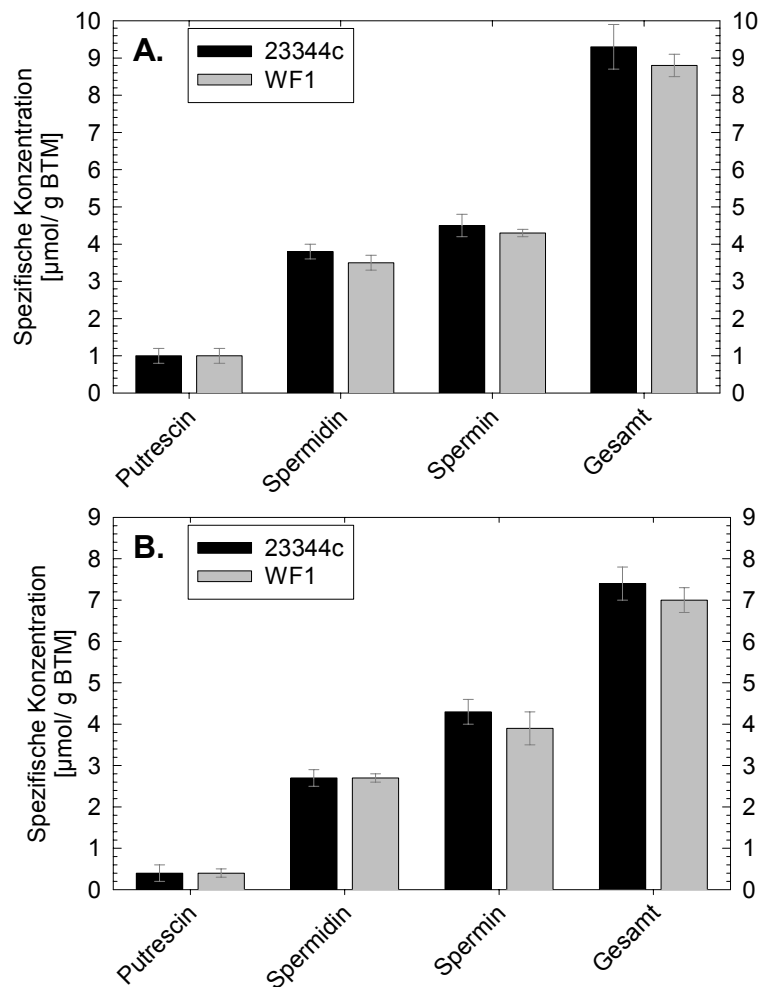 A.
23344c
WF1
Spezifische Konzentration
[µmol/ g BTM]
10 10
9 9
8 8
7 7
6 6
5 5
4 4
3 3
2 2
1 1
0 0
Putrescin Spermidin Spermin Gesamt
B.
23344c
WF1
Spezifische Konzentration
[µmol/ g BTM]
9 9
8 8
7 7
6 6
5 5
4 4
3 3
2 2
1 1
0 0
Putrescin Spermidin Spermin Gesamt